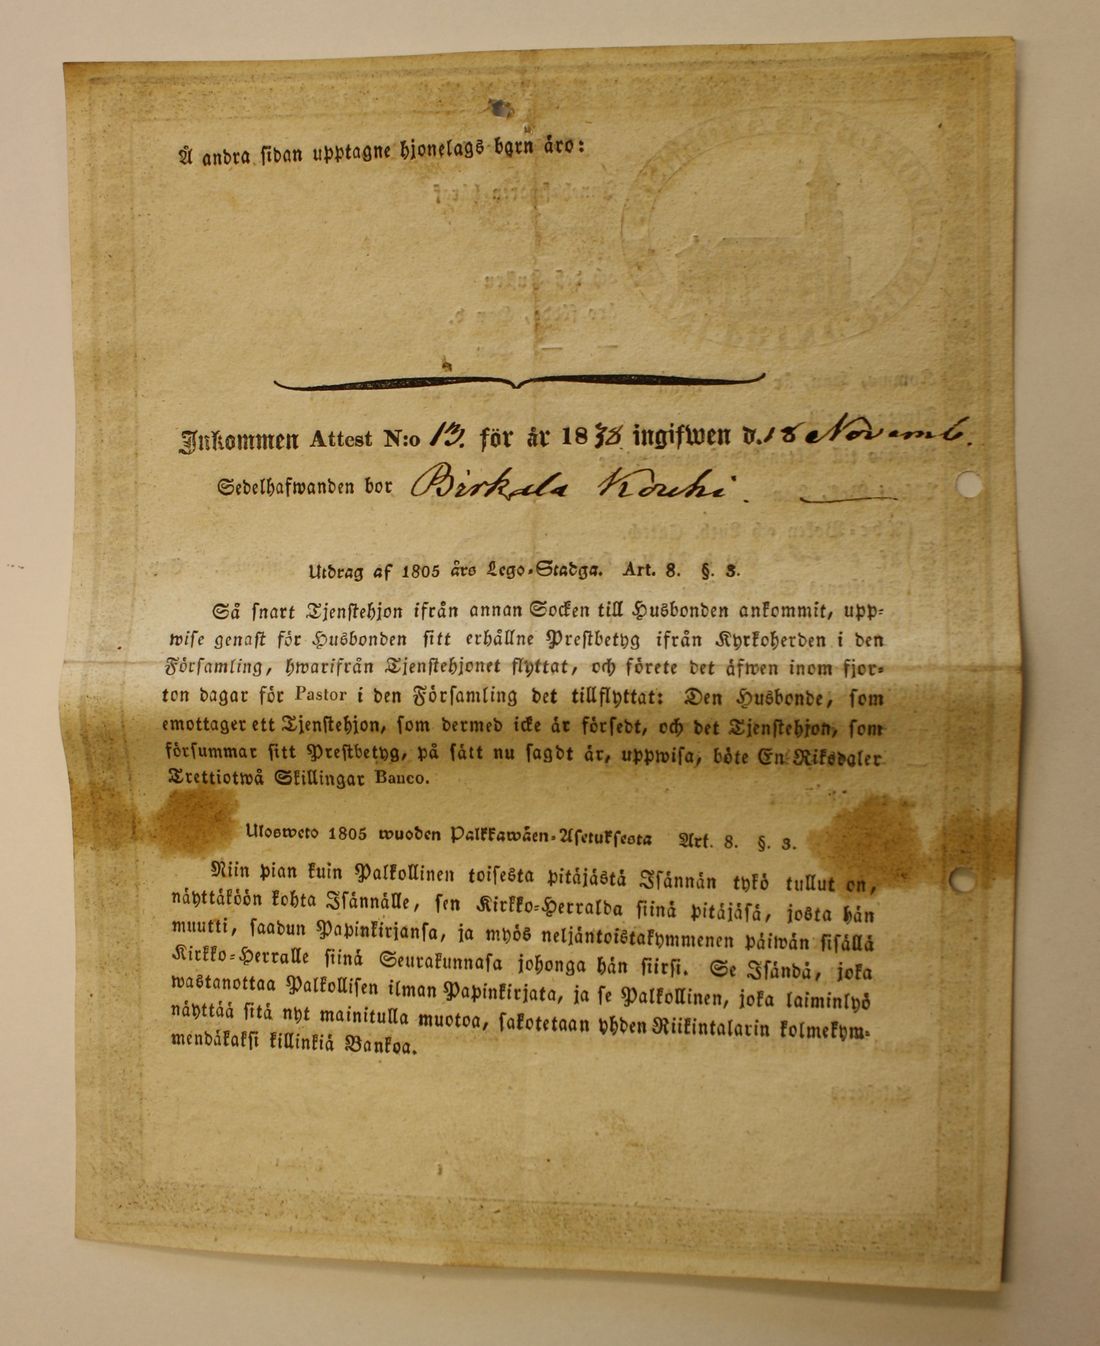 Å andra sidan upptagne hjonelags barn äro:
Inkommen Attest N:o 13. för år 1838 ingifwen d. 18 Novemb.
Sedelhafwanden bor Birkala Kouhi.
Utdrag af 1805 års Lego-Stadga. Art. 8. §. 3.
Så snart Tjenstehjon ifrån annan Socken till Husbonden ankommit, upp-
wise genast för Husbonden sitt erhållne Prestbetyg ifrån Kyrkoherden i den
Församling, hwarifrån Tjenstehjonet flyttat, och förete det äfwen inom fjor-
ton dagar för Pastor i den Församling det tillflyttat: Den Husbonde, som
emottager ett Tjenstehjon, som dermed icke är försedt, och det Tjenstehjon, som
försummar sitt Prestbetyg, på sätt nu sagdt är, uppwisa, böte En Riksdaler
Trettiotwå Skillingar Banco.
Ulosweto 1805 wuoden Palkkawäen-Asetuksesta Art. 8. §. 3.
Niin pian kuin Palkollinen toisesta pitäjästä Isännän tykö tullut on,
näyttäköön kohta Isännälle, sen Kirkko-Herralda siinä pitäjäsä, josta hän
muutti, saadun Papinkirjansa, ja myös neljäntoistakymmenen päiwän sisällä
Kirkko-Herralle siinä Seurakunnasa johonga hän siirsi. Se Isändä, joka
wastanottaa Palkollisen ilman Papinkirjata, ja se Palkollinen, joka laiminlyö
näyttää sitä nyt mainitulla muotoa, sakotetaan yhden Riikintalarin kolmekym-
mendäkaksi killinkiä Bankoa.